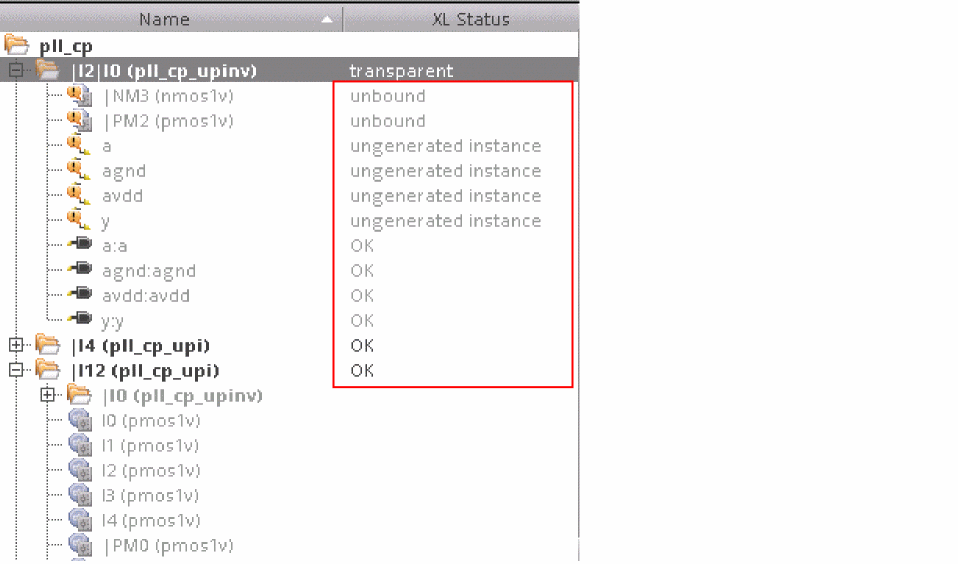 Name XL Status
pll_cp
|I2|I0 (pll_cp_upinv) transparent
|NM3 (nmos1v) unbound
|PM2 (pmos1v) unbound
a ungenerated instance
agnd ungenerated instance
avdd ungenerated instance
y ungenerated instance
a:a OK
agnd:agnd OK
avdd:avdd OK
y:y OK
|I4 (pll_cp_upi) OK
|I12 (pll_cp_upi) OK
|I0 (pll_cp_upinv)
I0 (pmos1v)
I1 (pmos1v)
I2 (pmos1v)
I3 (pmos1v)
I4 (pmos1v)
|PM0 (pmos1v)